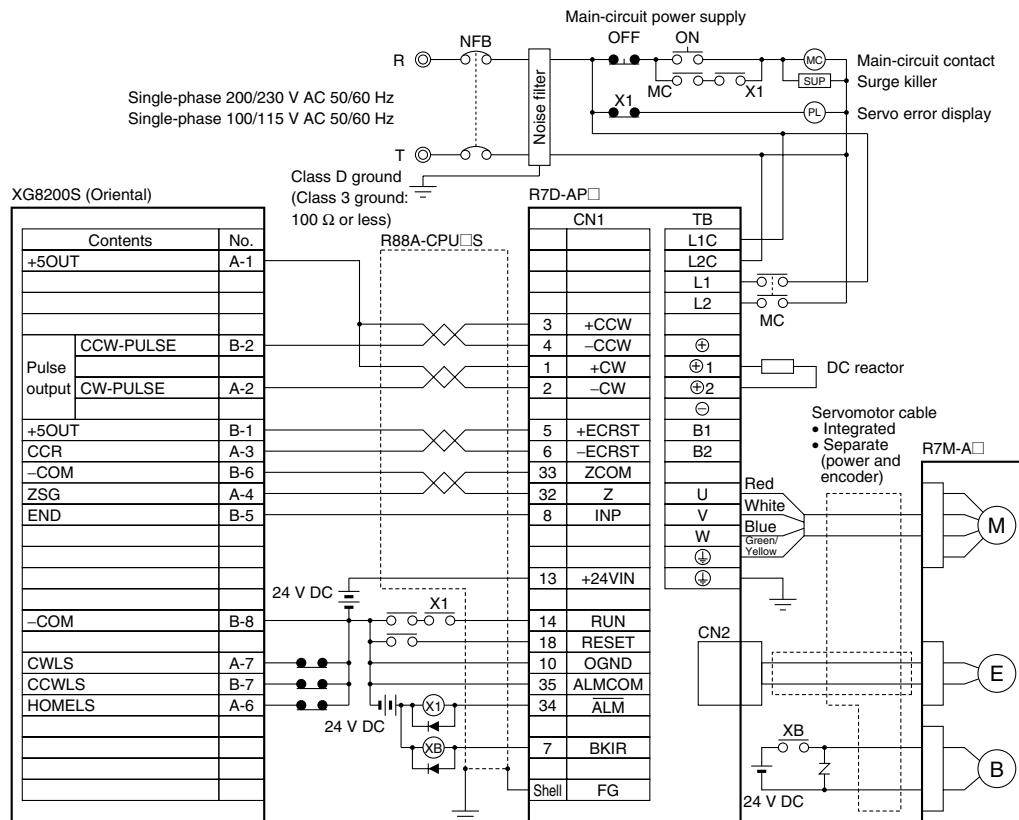 Main-circuit power supply
OFF ON
NFB
R
MC Main-circuit contact
SUP Surge killer
MC X1
X1
PL Servo error display
Noise filter
Single-phase 200/230 V AC 50/60 Hz
Single-phase 100/115 V AC 50/60 Hz
T
Class D ground
(Class 3 ground:
100 Ω or less)
XG8200S (Oriental)
R7D-AP□
R88A-CPU□S
CN1 TB
Contents No.
L1C
+5OUT A-1
L2C
L1
L2
MC
3 +CCW
Pulse output
CCW-PULSE B-2
4 −CCW ⊕
1 +CW ⊕1
DC reactor
CW-PULSE A-2
2 −CW ⊕2
⊖
+5OUT B-1
5 +ECRST B1
CCR A-3
6 −ECRST B2
−COM B-6
33 ZCOM
ZSG A-4
32 Z U
END B-5
8 INP V
W
Red
White
Blue
Green/
Yellow
Servomotor cable
• Integrated
• Separate
(power and
encoder)
R7M-A□
M
13 +24VIN
24 V DC
X1
−COM B-8
14 RUN
18 RESET
CN2
CWLS A-7
10 OGND
CCWLS B-7
35 ALMCOM
E
HOMELS A-6
X1
34 ALM
24 V DC
XB
7 BKIR
XB
B
24 V DC
Shell FG